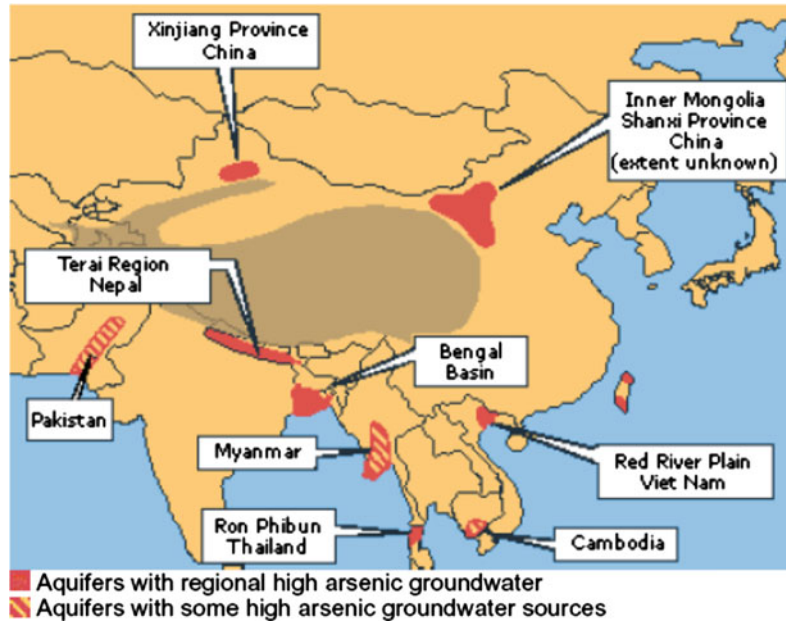 Xinjiang Province
China
Inner Mongolia
Shanxi Province
China
(extent unknown)
Terai Region
Nepal
Bengal
Basin
Pakistan
Myanmar
Red River Plain
Viet Nam
Ron Phibun
Thailand
Cambodia
Aquifers with regional high arsenic groundwater
Aquifers with some high arsenic groundwater sources